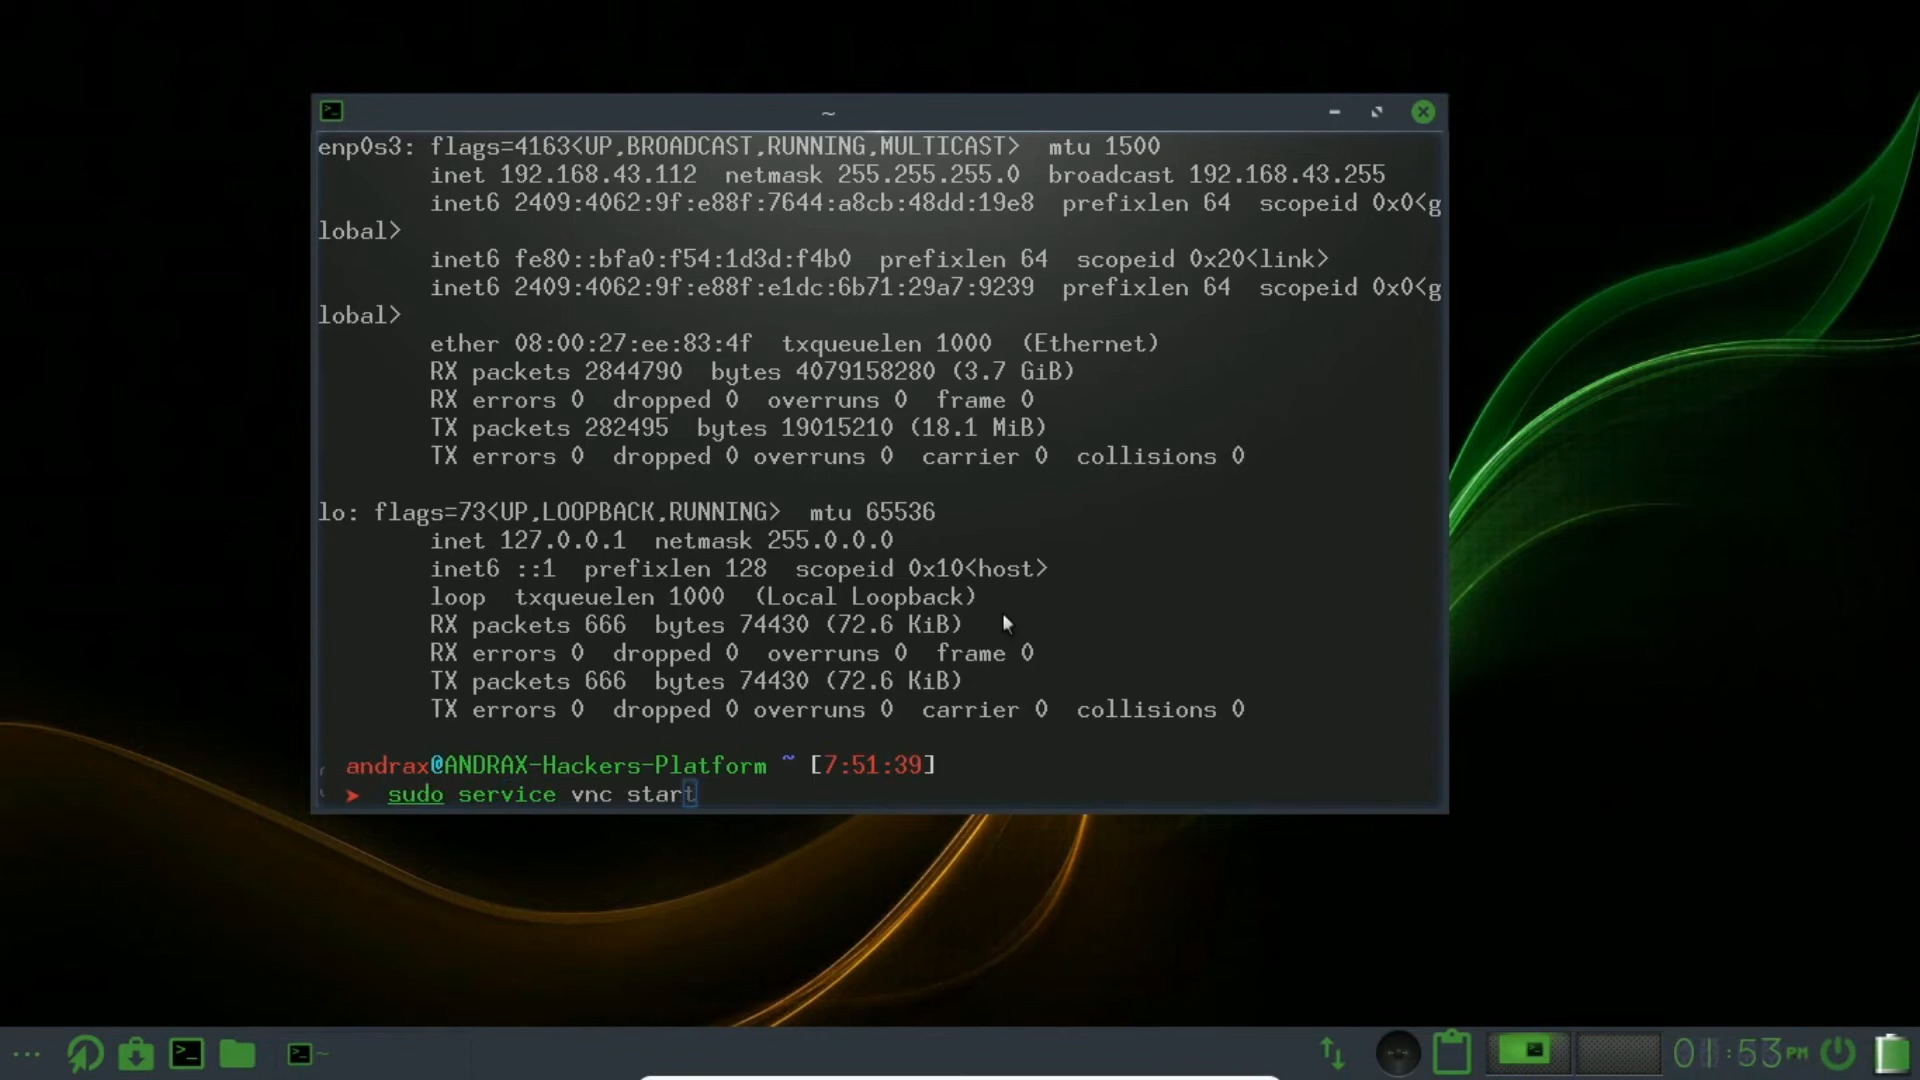 ~
enp0s3: flags=4163<UP,BROADCAST,RUNNING,MULTICAST>  mtu 1500
        inet 192.168.43.112  netmask 255.255.255.0  broadcast 192.168.43.255
        inet6 2409:4062:9f:e88f:7644:a8cb:48dd:19e8  prefixlen 64  scopeid 0x0<g
lobal>
        inet6 fe80::bfa0:f54:1d3d:f4b0  prefixlen 64  scopeid 0x20<link>
        inet6 2409:4062:9f:e88f:e1dc:6b71:29a7:9239  prefixlen 64  scopeid 0x0<g
lobal>
        ether 08:00:27:ee:83:4f  txqueuelen 1000  (Ethernet)
        RX packets 2844790  bytes 4079158280 (3.7 GiB)
        RX errors 0  dropped 0  overruns 0  frame 0
        TX packets 282495  bytes 19015210 (18.1 MiB)
        TX errors 0  dropped 0 overruns 0  carrier 0  collisions 0
lo: flags=73<UP,LOOPBACK,RUNNING>  mtu 65536
        inet 127.0.0.1  netmask 255.0.0.0
        inet6 ::1  prefixlen 128  scopeid 0x10<host>
        loop  txqueuelen 1000  (Local Loopback)
        RX packets 666  bytes 74430 (72.6 KiB)
        RX errors 0  dropped 0  overruns 0  frame 0
        TX packets 666  bytes 74430 (72.6 KiB)
        TX errors 0  dropped 0 overruns 0  carrier 0  collisions 0
andrax@ANDRAX-Hackers-Platform ~ [7:51:39]
➤  sudo service vnc start
~
01:53 PM